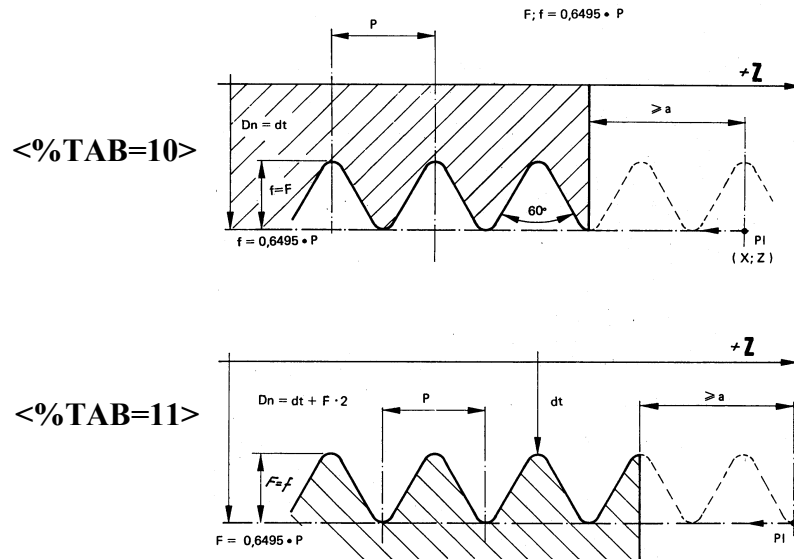 P
F; f = 0,6495 • P
+Z
Dn = dt
≥ a
<%TAB=10>
f=F
60°
f = 0,6495 • P
PI
(X; Z)
+Z
Dn = dt + F · 2
P
dt
≥ a
<%TAB=11>
F=f
F = 0,6495 • P
PI